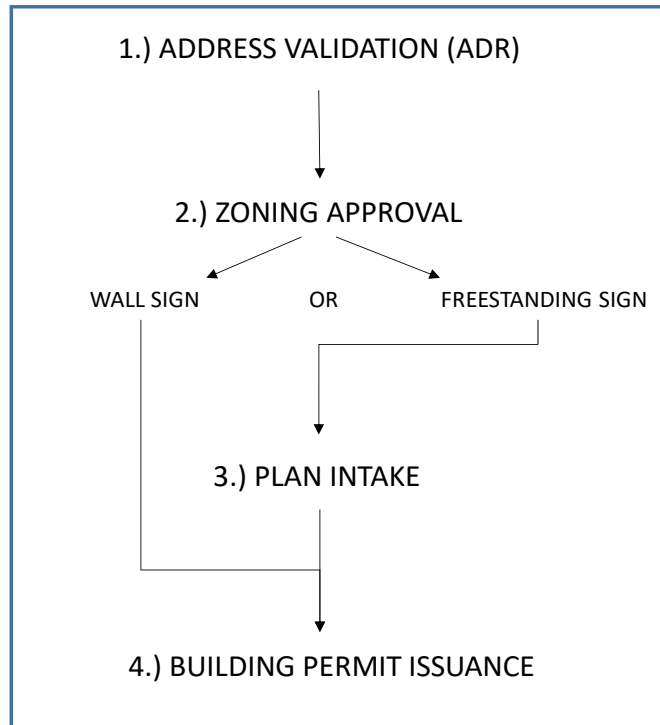 1.) ADDRESS VALIDATION (ADR)
2.) ZONING APPROVAL
WALL SIGN OR FREESTANDING SIGN
3.) PLAN INTAKE
4.) BUILDING PERMIT ISSUANCE